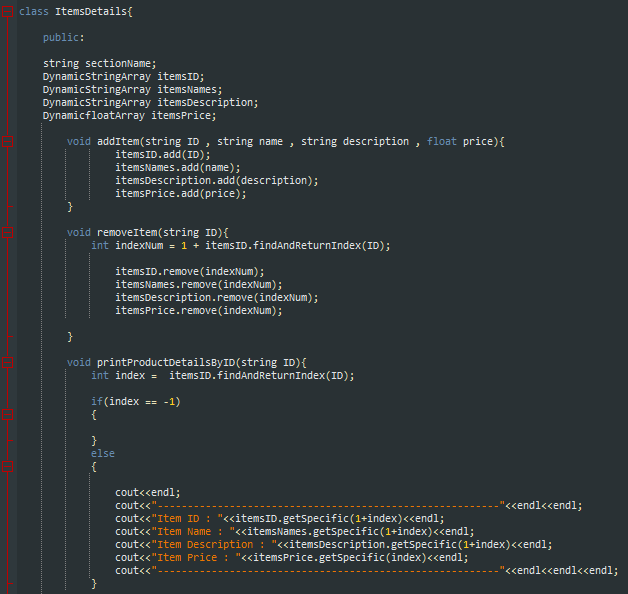 class ItemsDetails{
public:
string sectionName;
DynamicStringArray itemsID;
DynamicStringArray itemsNames;
DynamicStringArray itemsDescription;
DynamicfloatArray itemsPrice;
void addItem(string ID , string name , string description , float price){
itemsID.add(ID);
itemsNames.add(name);
itemsDescription.add(description);
itemsPrice.add(price);
}
void removeItem(string ID){
int indexNum = 1 + itemsID.findAndReturnIndex(ID);
itemsID.remove(indexNum);
itemsNames.remove(indexNum);
itemsDescription.remove(indexNum);
itemsPrice.remove(indexNum);
}
void printProductDetailsByID(string ID){
int index =  itemsID.findAndReturnIndex(ID);
if(index == -1)
{
}
else
{
cout<<endl;
cout<<"---------------------------------------------------------"<<endl<<endl;
cout<<"Item ID : "<<itemsID.getSpecific(1+index)<<endl;
cout<<"Item Name : "<<itemsNames.getSpecific(1+index)<<endl;
cout<<"Item Description : "<<itemsDescription.getSpecific(1+index)<<endl;
cout<<"Item Price : "<<itemsPrice.getSpecific(index)<<endl;
cout<<"---------------------------------------------------------"<<endl<<endl<<endl;
}